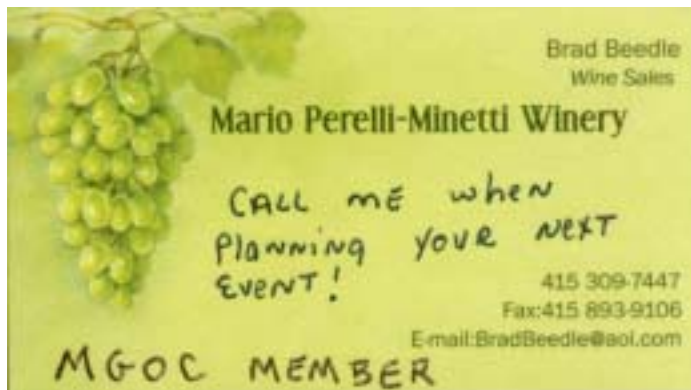 Brad Beedle
Wine Sales
Mario Perelli-Minetti Winery
CALL ME when
PlANNiNg YOUR NEXT
EVENT!
415 309-7447
Fax:415 893-9106
E-mail:BradBeedle@aol.com
MGOC MEMBER